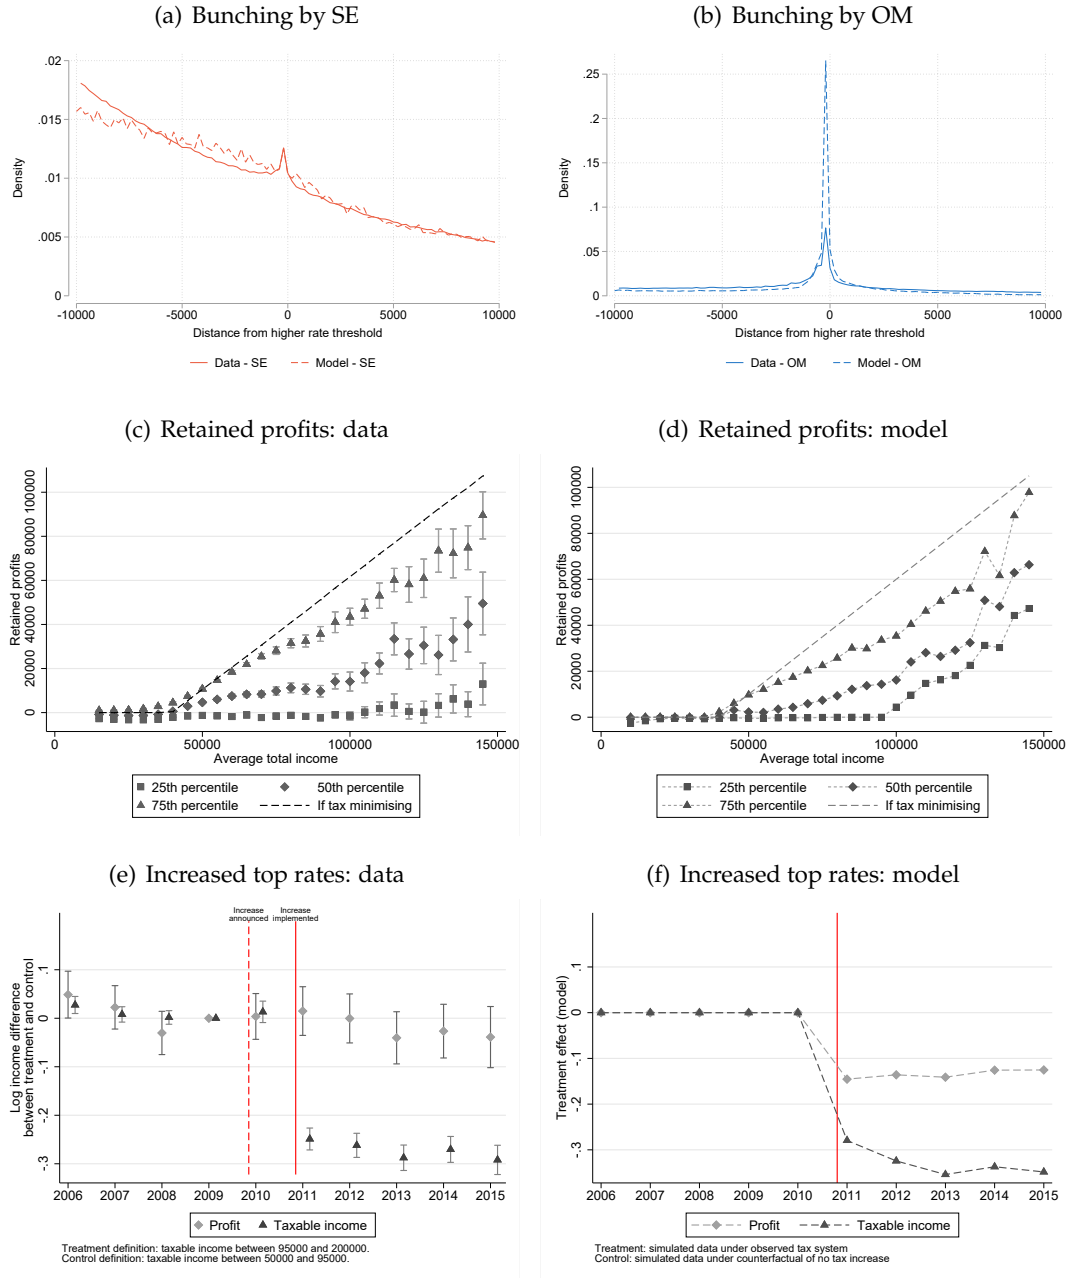 (a) Bunching by SE
.02
.015
.01
.005
0
Density
-10000 -5000 0 5000 10000
Distance from higher rate threshold
Data - SE Model - SE
(b) Bunching by OM
.25
.2
.15
.1
.05
0
Density
-10000 -5000 0 5000 10000
Distance from higher rate threshold
Data - OM Model - OM
(c) Retained profits: data
Retained profits
0 20000 40000 60000 80000 100000
0 50000 100000 150000
Average total income
25th percentile 50th percentile
75th percentile If tax minimising
(d) Retained profits: model
Retained profits
0 20000 40000 60000 80000 100000
0 50000 100000 150000
Average total income
25th percentile 50th percentile
75th percentile If tax minimising
(e) Increased top rates: data
Increase Increase
announced implemented
Log income difference
between treatment and control
.1
0
-.1
-.2
-.3
2006 2007 2008 2009 2010 2011 2012 2013 2014 2015
Profit Taxable income
Treatment definition: taxable income between 95000 and 200000.
Control definition: taxable income between 50000 and 95000.
(f) Increased top rates: model
Treatment effect (model)
.1
0
-.1
-.2
-.3
2006 2007 2008 2009 2010 2011 2012 2013 2014 2015
Profit Taxable income
Treatment: simulated data under observed tax system
Control: simulated data under counterfactual of no tax increase